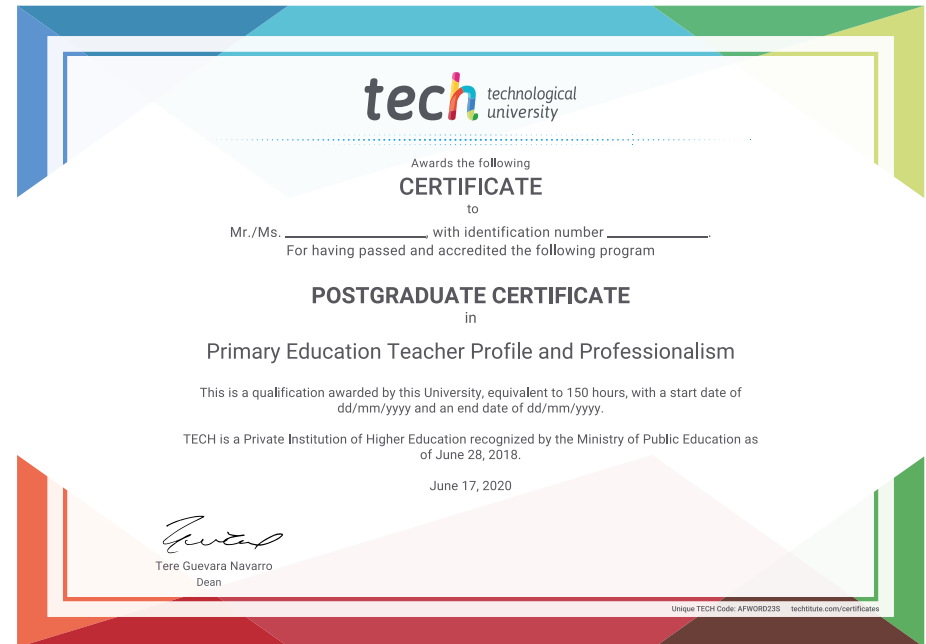 tech technological
university
Awards the following
CERTIFICATE
to
Mr./Ms. ____________________, with identification number ______________.
For having passed and accredited the following program
POSTGRADUATE CERTIFICATE
in
Primary Education Teacher Profile and Professionalism
This is a qualification awarded by this University, equivalent to 150 hours, with a start date of
dd/mm/yyyy and an end date of dd/mm/yyyy.
TECH is a Private Institution of Higher Education recognized by the Ministry of Public Education as
of June 28, 2018.
June 17, 2020
Tere Guevara Navarro
Dean
Unique TECH Code: AFWORD23S techtitute.com/certificates